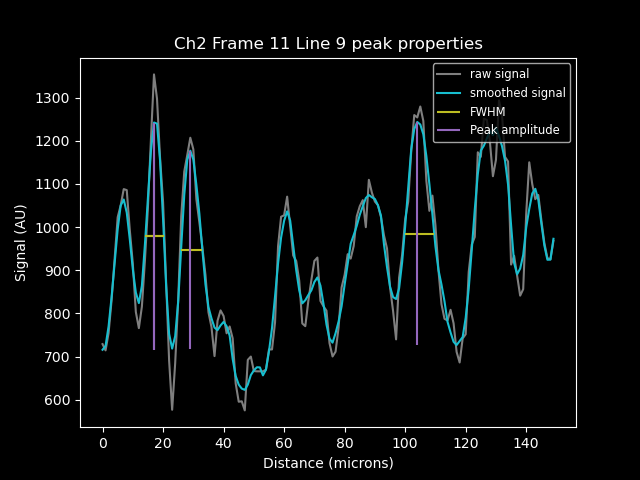 Ch2 Frame 11 Line 9 peak properties
raw signal
smoothed signal
FWHM
Peak amplitude
Signal (AU)
1300
1200
1100
1000
900
800
700
600
0 20 40 60 80 100 120 140
Distance (microns)